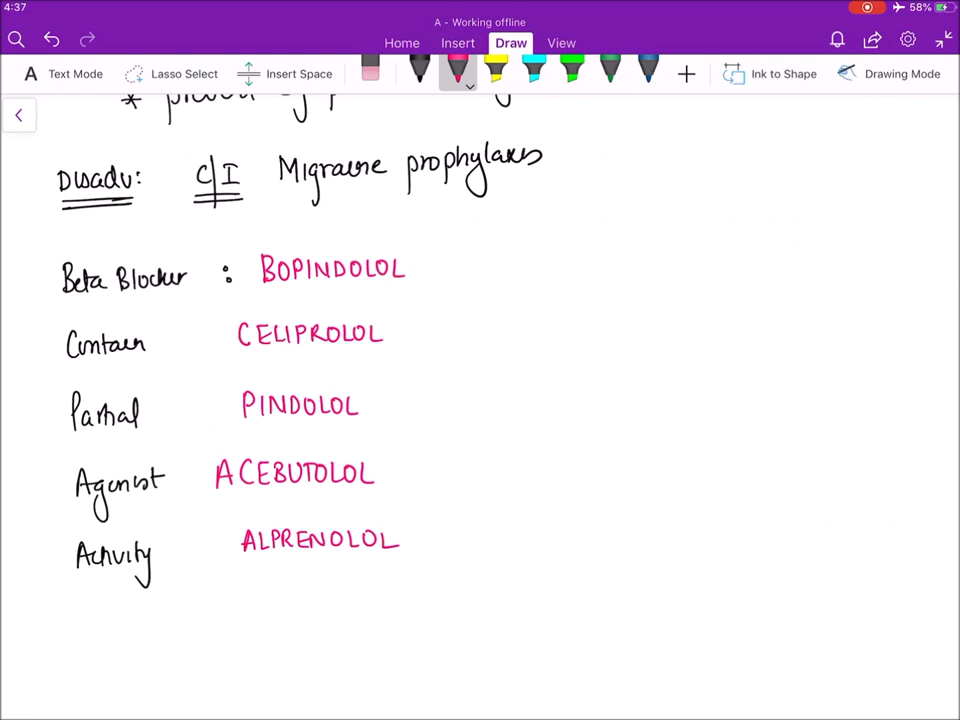 4:37
58%
A - Working offline
Home Insert Draw View
A Text Mode Lasso Select Insert Space Ink to Shape Drawing Mode
Disadv: C/I Migraine prophylaxis
Beta Blocker : BOPINDOLOL
Contain CELIPROLOL
Partial PINDOLOL
Agonist ACEBUTOLOL
Activity ALPRENOLOL